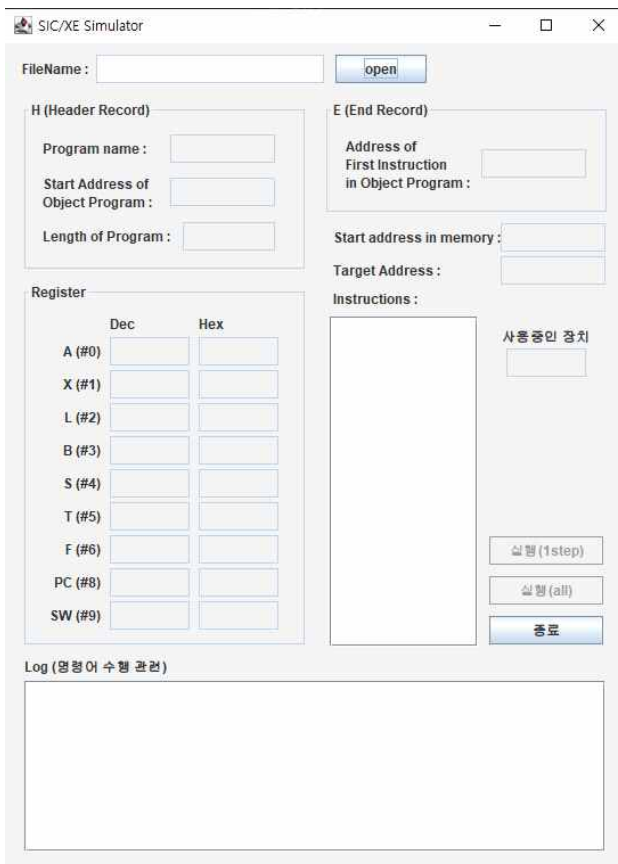 SIC/XE Simulator
FileName :
open
H (Header Record)
Program name :
Start Address of
Object Program :
Length of Program :
E (End Record)
Address of
First Instruction
in Object Program :
Start address in memory :
Target Address :
Register
Dec Hex
A (#0)
X (#1)
L (#2)
B (#3)
S (#4)
T (#5)
F (#6)
PC (#8)
SW (#9)
Instructions :
사용중인 장치
실행(1step)
실행(all)
종료
Log (명령어 수행 관련)